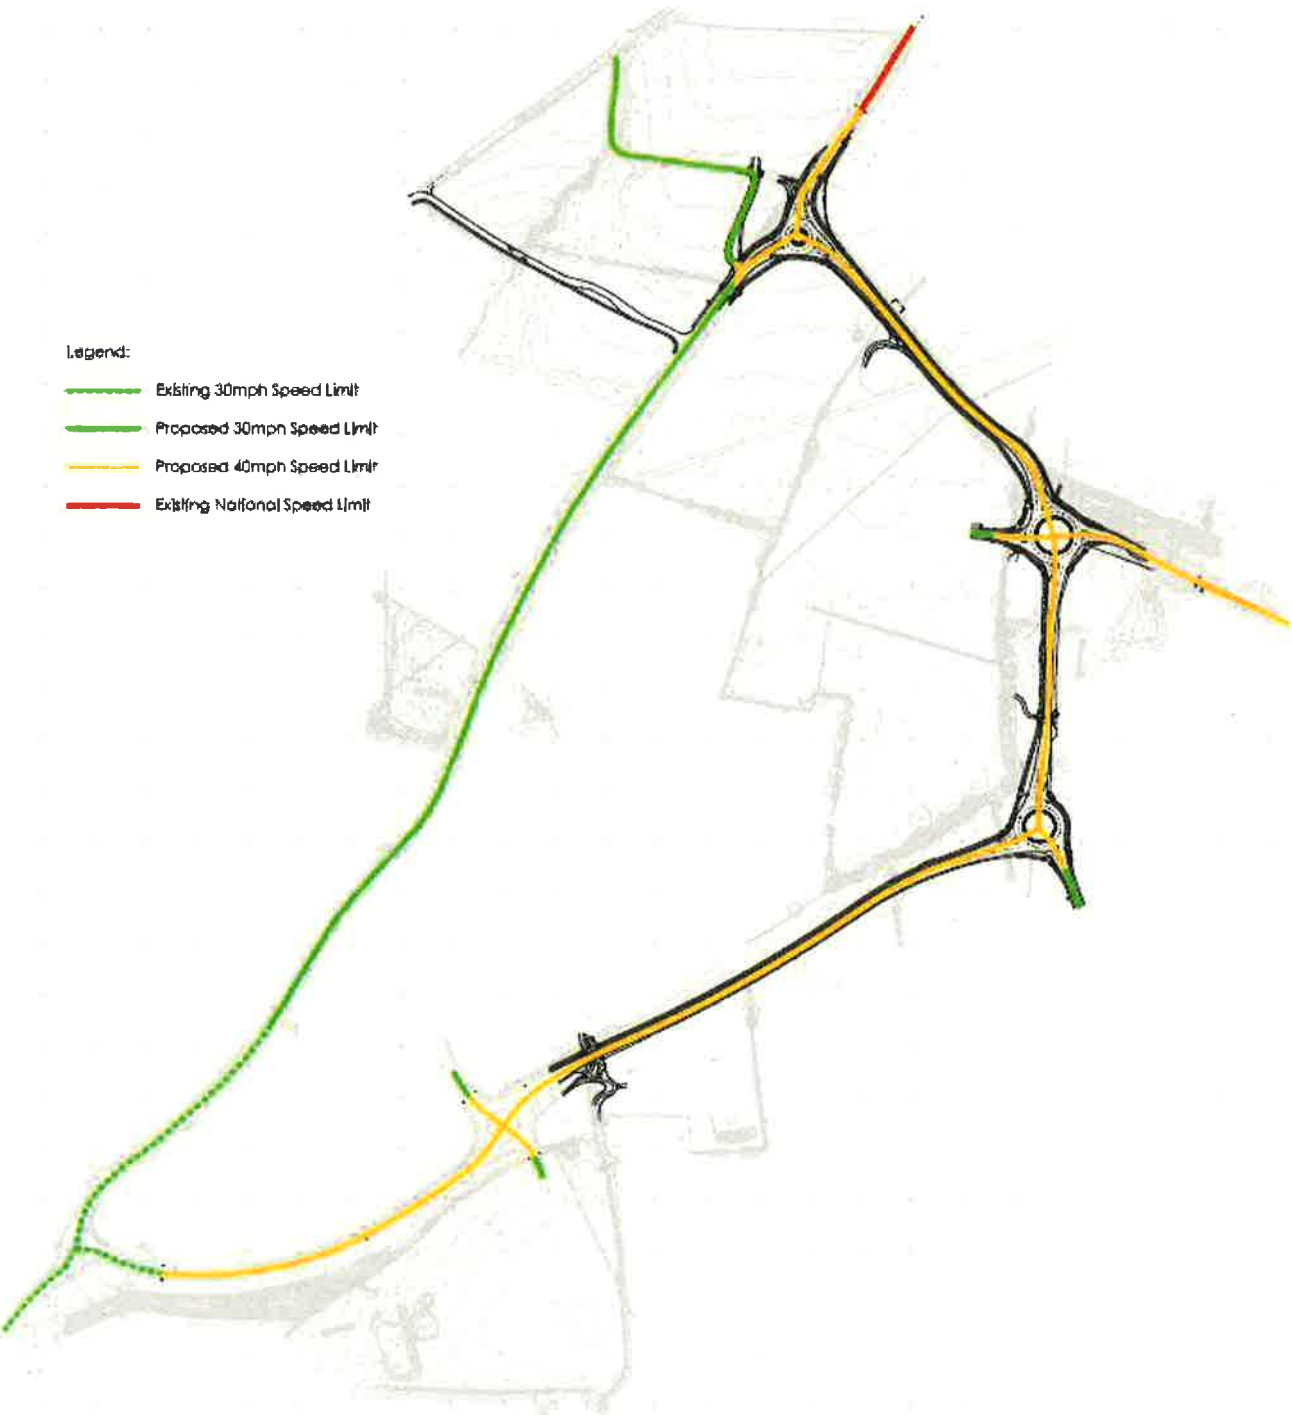 Legend:
Existing 30mph Speed Limit
Proposed 30mph Speed Limit
Proposed 40mph Speed Limit
Existing National Speed Limit